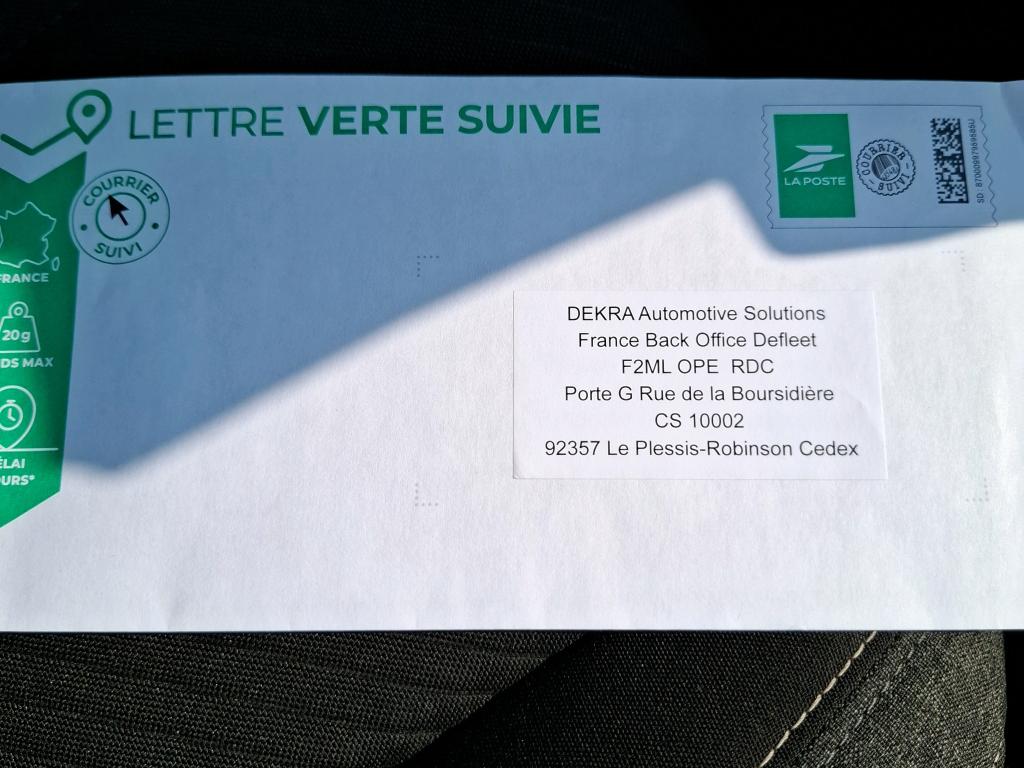 LETTRE VERTE SUIVIE
COURRIER
SUIVI
FRANCE
20g
DS MAX
ÉLAI
OURS*
LA POSTE
COURRIER
SUIVI
DEKRA Automotive Solutions
France Back Office Defleet
F2ML OPE RDC
Porte G Rue de la Boursidière
CS 10002
92357 Le Plessis-Robinson Cedex